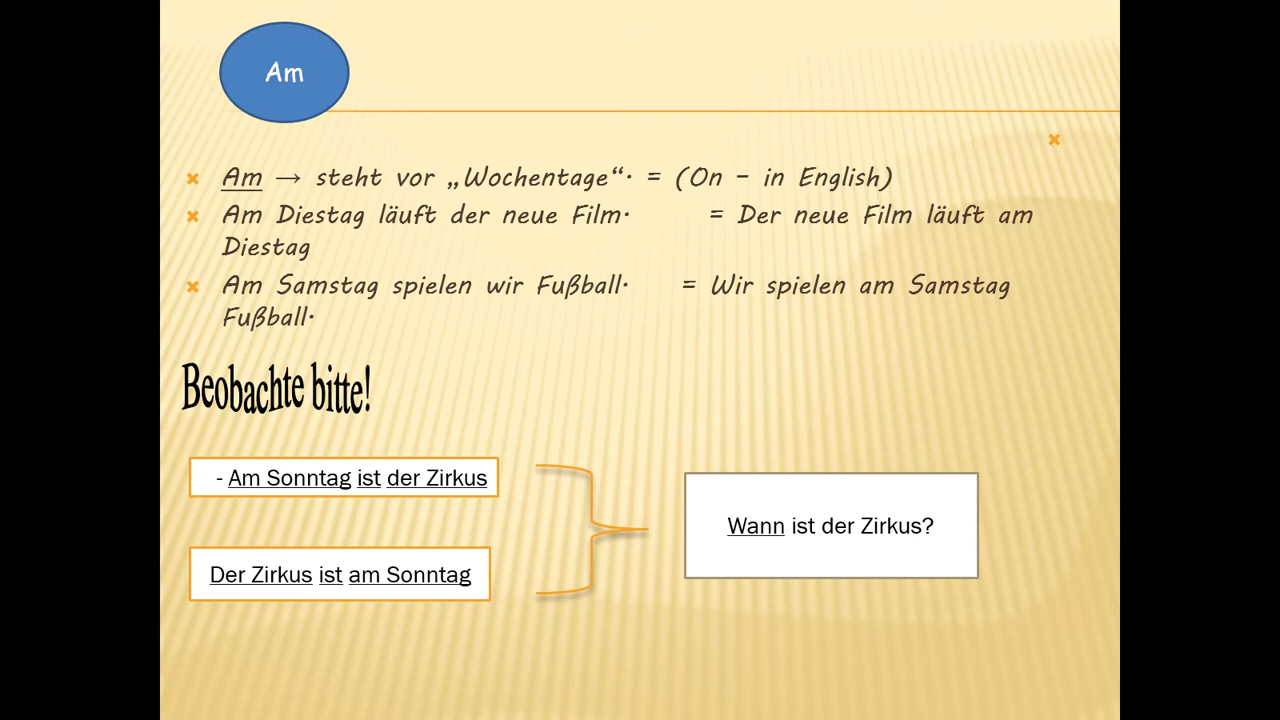 Am
Am → steht vor „Wochentage“. = (On – in English)
Am Diestag läuft der neue Film. = Der neue Film läuft am
Diestag
Am Samstag spielen wir Fußball. = Wir spielen am Samstag
Fußball.
Beobachte bitte!
- Am Sonntag ist der Zirkus
Wann ist der Zirkus?
Der Zirkus ist am Sonntag